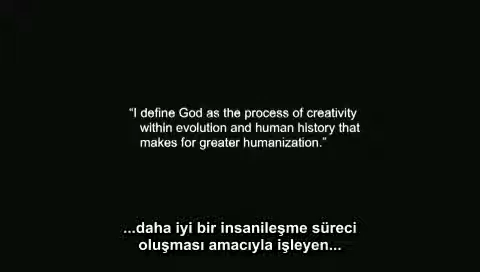 “I define God as the process of creativity
within evolution and human history that
makes for greater humanization.”
...daha iyi bir insanileşme süreci
oluşması amacıyla işleyen...